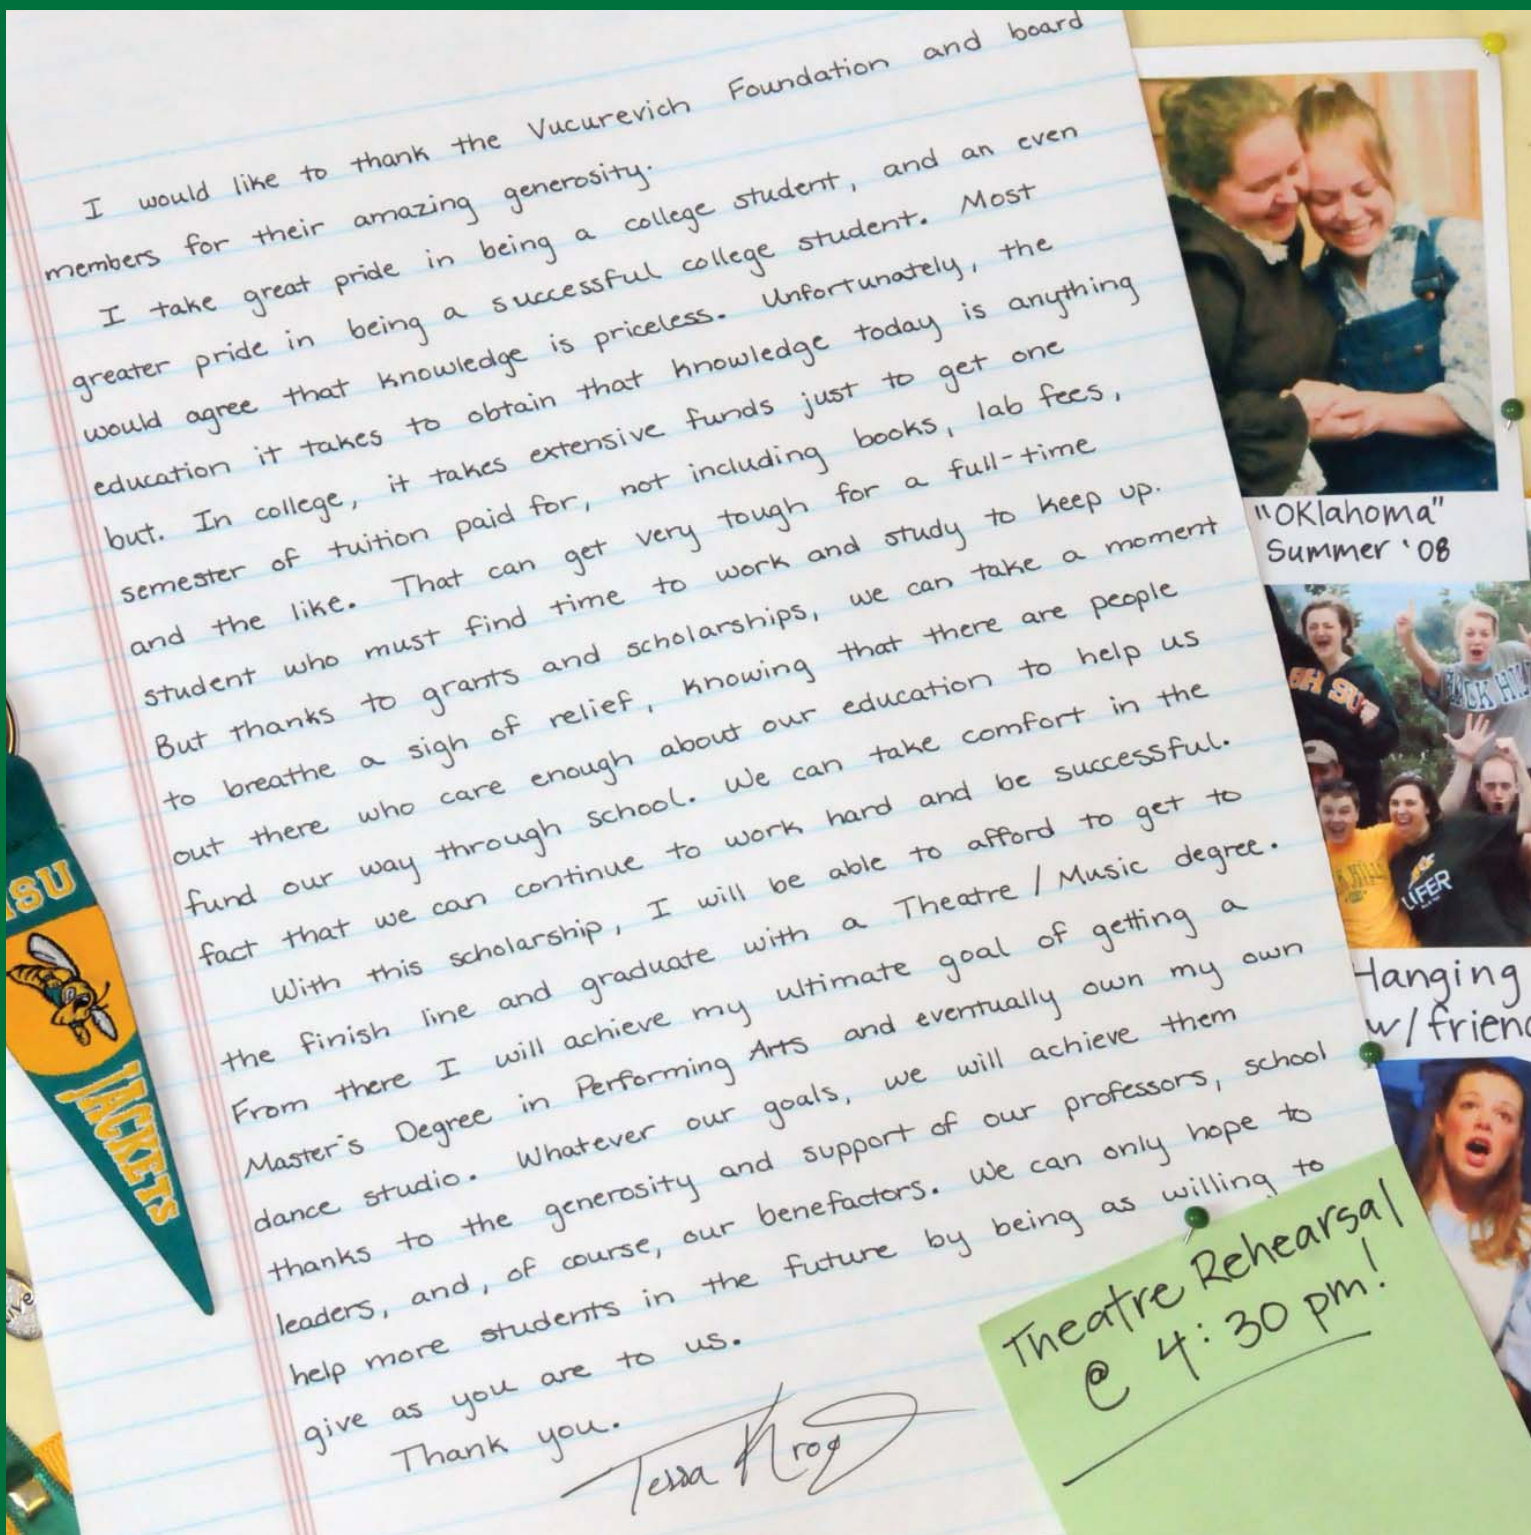 I would like to thank the Vucurevich Foundation and board
members for their amazing generosity.
I take great pride in being a college student, and an even
greater pride in being a successful college student. Most
would agree that knowledge is priceless. Unfortunately, the
education it takes to obtain that knowledge today is anything
but. In college, it takes extensive funds just to get one
semester of tuition paid for, not including books, lab fees,
and the like. That can get very tough for a full-time
student who must find time to work and study to keep up.
But thanks to grants and scholarships, we can take a moment
to breathe a sigh of relief, knowing that there are people
out there who care enough about our education to help us
fund our way through school. We can take comfort in the
fact that we can continue to work hard and be successful.
With this scholarship, I will be able to afford to get to
the finish line and graduate with a Theatre / Music degree.
From there I will achieve my ultimate goal of getting a
Master's Degree in Performing Arts and eventually own my own
dance studio. Whatever our goals, we will achieve them
thanks to the generosity and support of our professors, school
leaders, and, of course, our benefactors. We can only hope to
help more students in the future by being as willing to
give as you are to us.
Thank you.
Tessa Krog
Theatre Rehearsal
@ 4:30 pm!
"Oklahoma"
Summer '08
LIFER
Hanging
w/ frien
SU
JACKETS